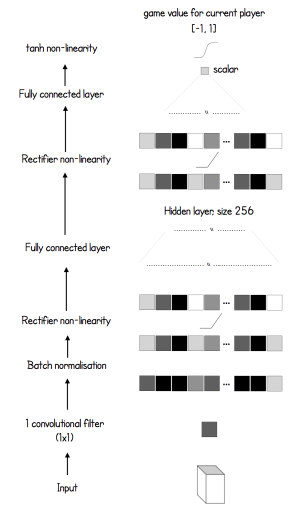 game value for current player
[-1, 1]
tanh non-linearity
scalar
Fully connected layer
Rectifier non-linearity
...
Hidden layer, size 256
Fully connected layer
Rectifier non-linearity
...
Batch normalisation
...
1 convolutional filter
(1x1)
Input